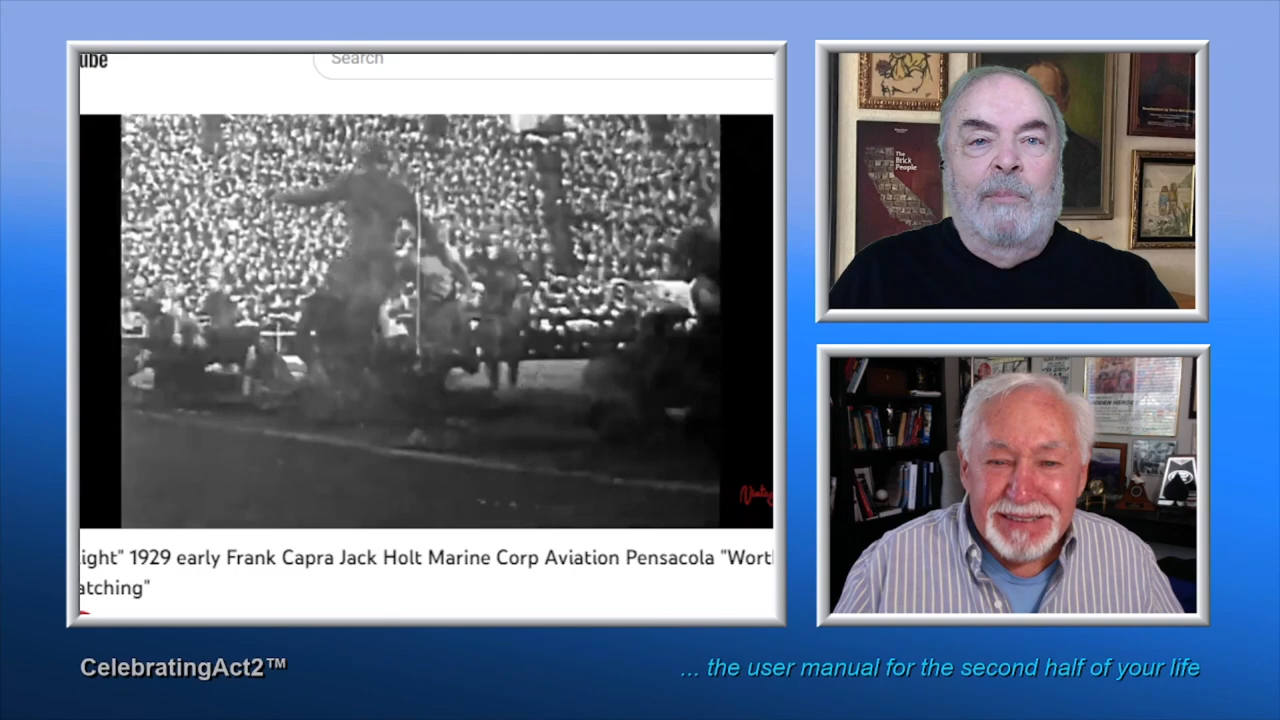 ube
Search
ight" 1929 early Frank Capra Jack Holt Marine Corp Aviation Pensacola "Wort
atching"
The
Brick
People
CelebratingAct2™
... the user manual for the second half of your life